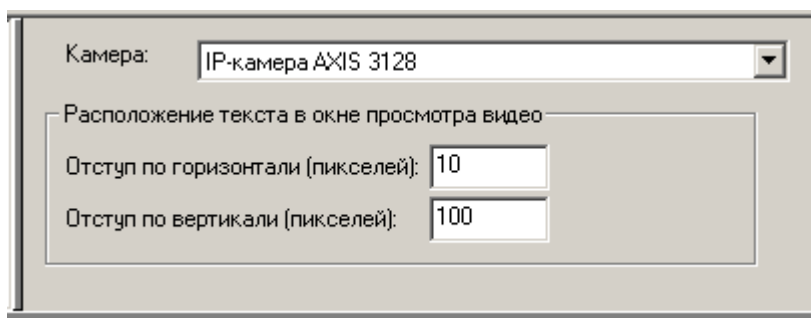 Камера: IP-камера AXIS 3128
Расположение текста в окне просмотра видео
Отступ по горизонтали (пикселей): 10
Отступ по вертикали (пикселей): 100